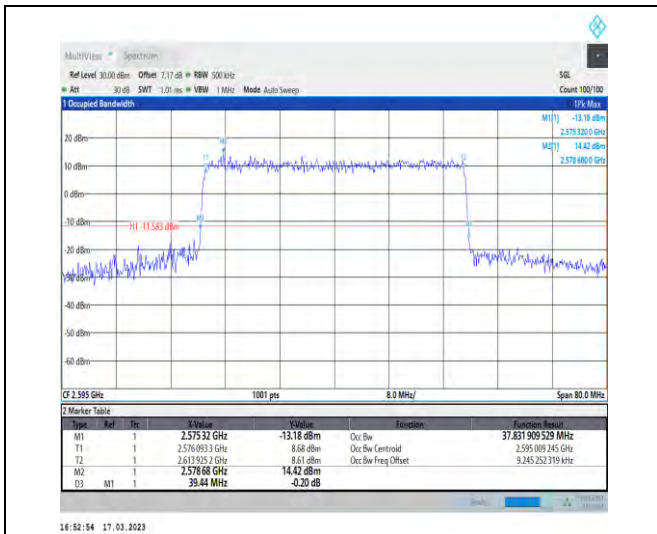 MultiView Spectrum
Ref Level 30.00 dBm Offset 7.17 dB RBW 500 kHz SGL
Att 30 dB SWT 1.01 ms VBW 1 MHz Mode Auto Sweep Count 100/100
1 Occupied Bandwidth 1Pk Max
M1[1] -13.18 dBm
2.575320 0 GHz
M2[1] 14.42 dBm
2.578 680 0 GHz
20 dBm
10 dBm
0 dBm
-10 dBm
H1 -11.583 dBm
-20 dBm
-30 dBm
-40 dBm
-50 dBm
-60 dBm
T1
M2
T2
CF 2.595 GHz 1001 pts 8.0 MHz/ Span 80.0 MHz
2 Marker Table
Type Ref Trc X-Value Y-Value Function Function Result
M1 1 2.575 32 GHz -13.18 dBm Occ Bw 37.831 909 529 MHz
T1 1 2.576 093 3 GHz 8.68 dBm Occ Bw Centroid 2.595 009 245 GHz
T2 1 2.613 925 2 GHz 8.61 dBm Occ Bw Freq Offset 9.245 252 319 kHz
M2 1 2.578 68 GHz 14.42 dBm
D3 M1 1 39.44 MHz -0.20 dB
16:52:54 17.03.2023